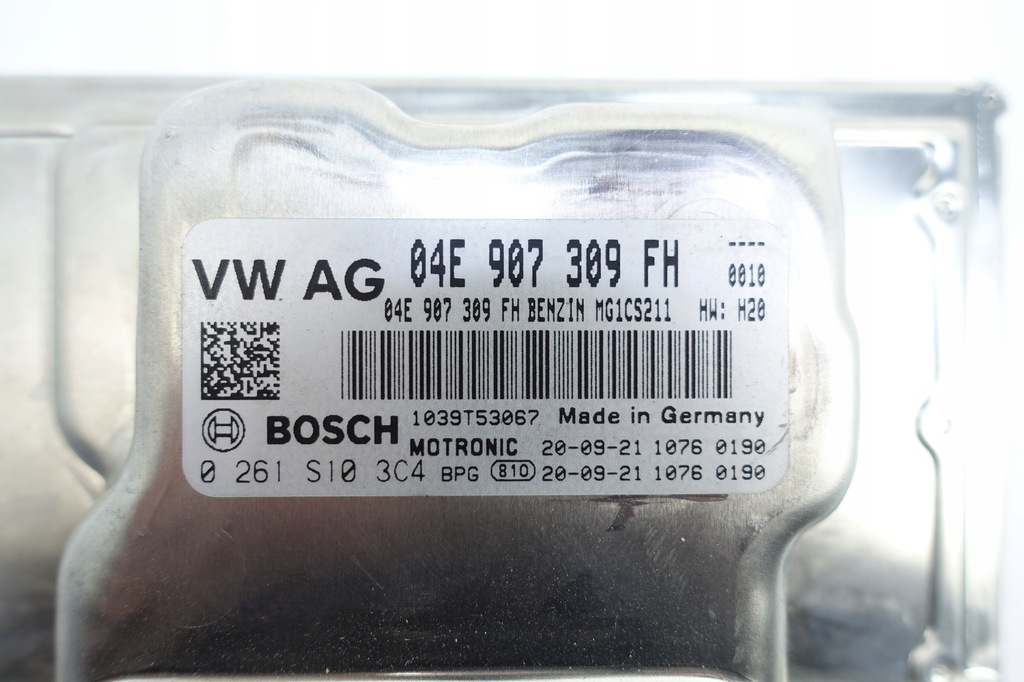 VW AG 04E 907 309 FH ----
0010
04E 907 309 FH BENZIN MG1CS211 HW: H20
BOSCH 1039T53067 Made in Germany
MOTRONIC 20-09-21 1076 0190
0 261 S10 3C4 BPG 810 20-09-21 1076 0190